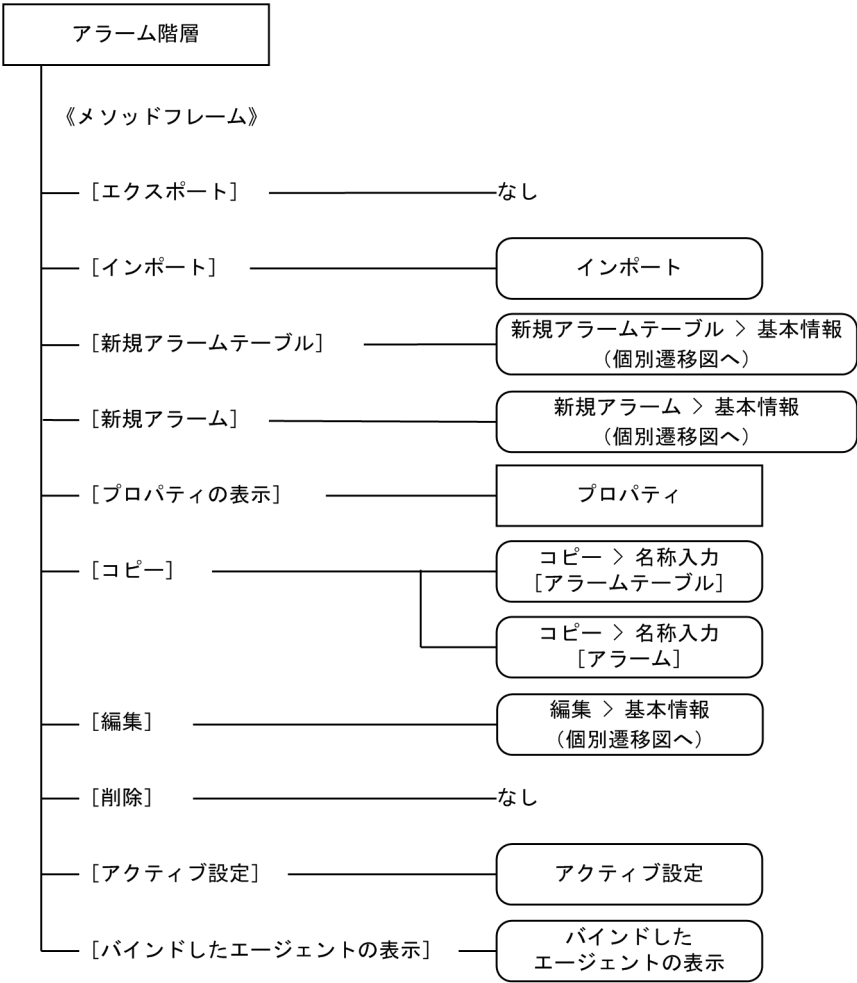 アラーム階層
《メソッドフレーム》
[エクスポート]
なし
[インポート]
インポート
[新規アラームテーブル]
新規アラームテーブル > 基本情報
(個別遷移図へ)
[新規アラーム]
新規アラーム > 基本情報
(個別遷移図へ)
[プロパティの表示]
プロパティ
[コピー]
コピー > 名称入力
[アラームテーブル]
コピー > 名称入力
[アラーム]
[編集]
編集 > 基本情報
(個別遷移図へ)
[削除]
なし
[アクティブ設定]
アクティブ設定
[バインドしたエージェントの表示]
バインドした
エージェントの表示